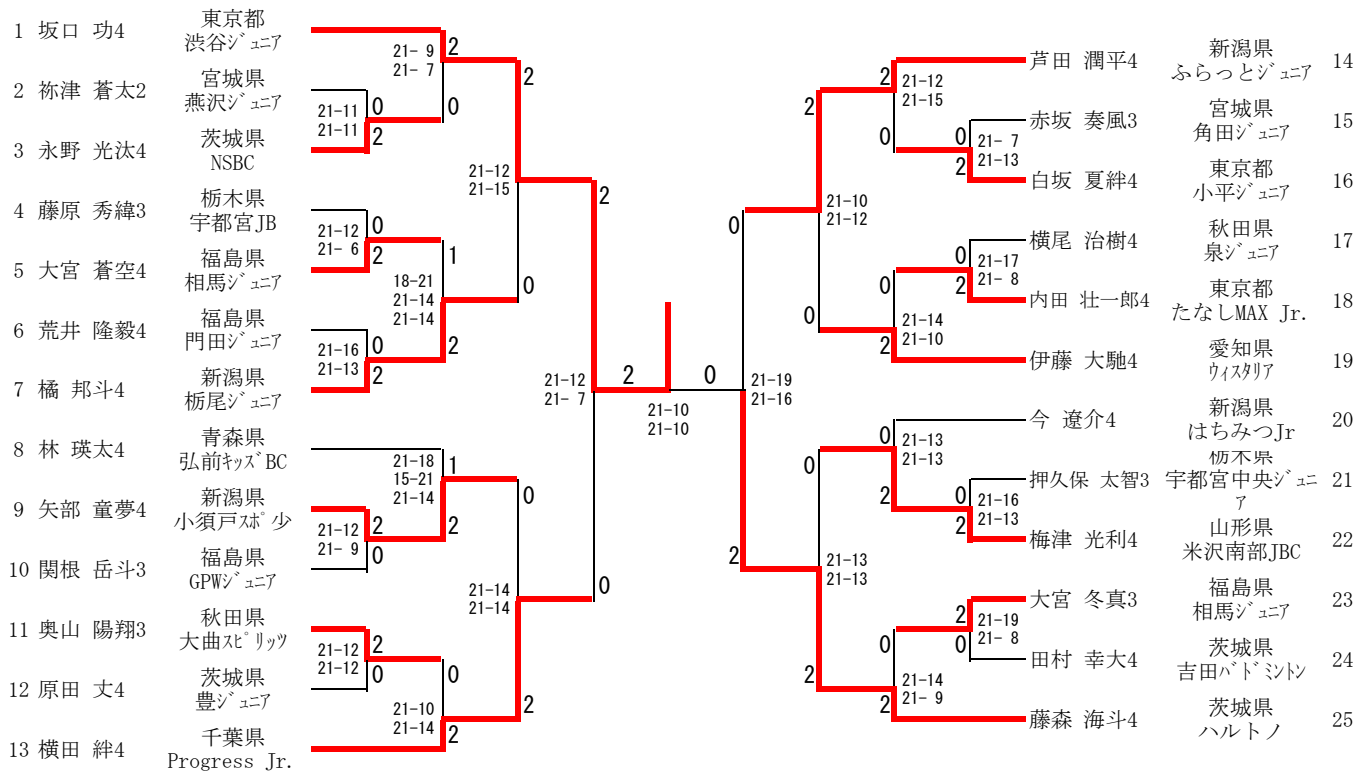 1 坂口 功4 東京都
渋谷ジュニア
2 祢津 蒼太2 宮城県
燕沢ジュニア
3 永野 光汰4 茨城県
NSBC
4 藤原 秀緯3 栃木県
宇都宮JB
5 大宮 蒼空4 福島県
相馬ジュニア
6 荒井 隆毅4 福島県
門田ジュニア
7 橘 邦斗4 新潟県
栃尾ジュニア
8 林 瑛太4 青森県
弘前キッズBC
9 矢部 童夢4 新潟県
小須戸スポ少
10 関根 岳斗3 福島県
GPWジュニア
11 奥山 陽翔3 秋田県
大曲スピリッツ
12 原田 丈4 茨城県
豊ジュニア
13 横田 絆4 千葉県
Progress Jr.
21-11
21-11
0
2
21-12
21- 6
0
2
21-16
21-13
0
2
21-12
21- 9
2
0
21-12
21-12
2
0
21- 9
21- 7
2
0
18-21
21-14
21-14
1
2
21-18
15-21
21-14
1
2
21-10
21-14
0
2
21-12
21-15
2
0
21-14
21-14
0
2
21-12
21- 7
2
0
2
0
21-10
21-10
21-19
21-16
0
2
21-10
21-12
2
0
21-13
21-13
0
2
21-12
21-15
2
0
21-14
21-10
0
2
21-13
21-13
0
2
21-14
21- 9
0
2
21- 7
21-13
0
2
21-17
21- 8
0
2
21-16
21-13
0
2
21-19
21- 8
2
0
芦田 潤平4 新潟県 14
ふらっとジュニア
赤坂 奏風3 宮城県 15
角田ジュニア
白坂 夏絆4 東京都 16
小平ジュニア
横尾 治樹4 秋田県 17
泉ジュニア
内田 壮一郎4 東京都 18
たなしMAX Jr.
伊藤 大馳4 愛知県 19
ウィスタリア
今 遼介4 新潟県 20
はちみつJr
押久保 太智3 栃木県 21
宇都宮中央ジュニ
ア
梅津 光利4 山形県 22
米沢南部JBC
大宮 冬真3 福島県 23
相馬ジュニア
田村 幸大4 茨城県 24
吉田バドミントン
藤森 海斗4 茨城県 25
ハルトノ